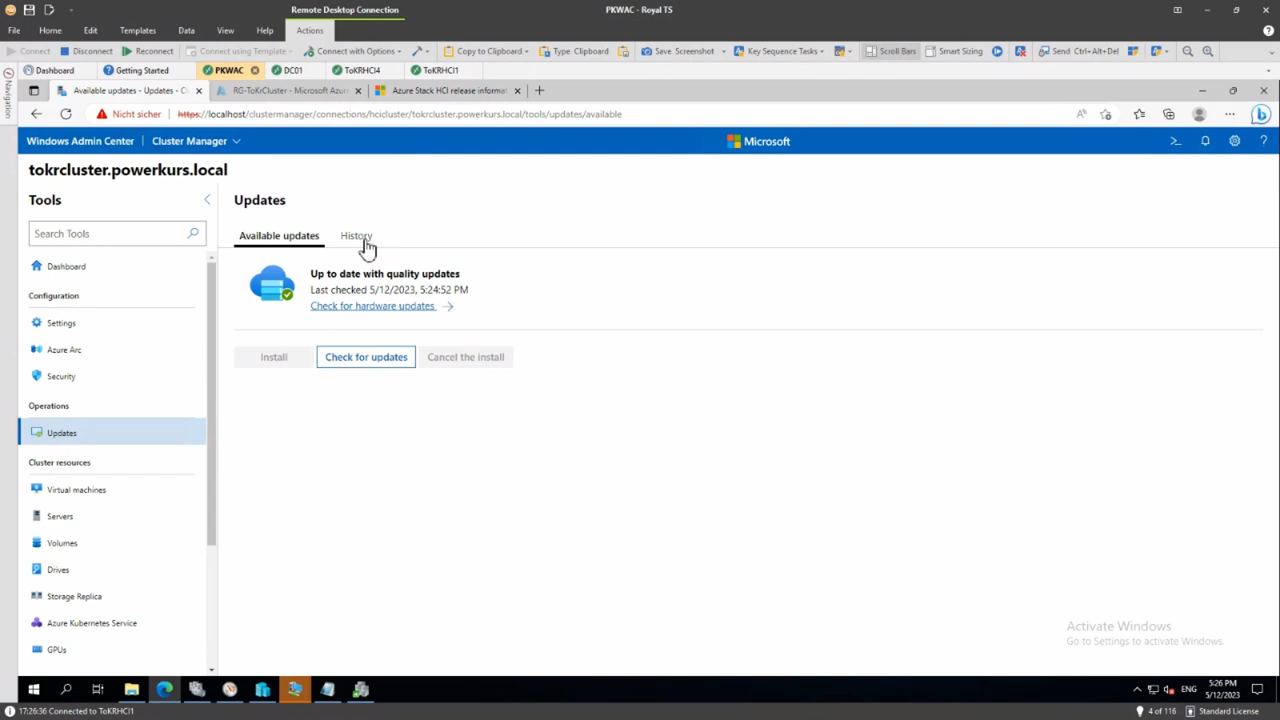 Remote Desktop Connection
PKWAC - Royal TS
File Home Edit Templates Data View Help Actions
Connect Disconnect Reconnect Connect using Template Connect with Options Copy to Clipboard Type Clipboard Save Screenshot Key Sequence Tasks Scroll Bars Smart Sizing Send Ctrl+Alt+Del
Navigation
Dashboard Getting Started PKWAC DC01 ToKRHCI4 ToKRHCI1
Available updates - Updates - Cl RG-ToKrCluster - Microsoft Azur Azure Stack HCI release informat
Nicht sicher https://localhost/clustermanager/connections/hcicluster/tokrcluster.powerkurs.local/tools/updates/available
Windows Admin Center Cluster Manager Microsoft
tokrcluster.powerkurs.local
Tools
Search Tools
Dashboard
Configuration
Settings
Azure Arc
Security
Operations
Updates
Cluster resources
Virtual machines
Servers
Volumes
Drives
Storage Replica
Azure Kubernetes Service
GPUs
Updates
Available updates History
Up to date with quality updates
Last checked 5/12/2023, 5:24:52 PM
Check for hardware updates
Install Check for updates Cancel the install
Activate Windows
Go to Settings to activate Windows.
ENG
5:26 PM
5/12/2023
17:26:36 Connected to ToKRHCI1
4 of 116 Standard License